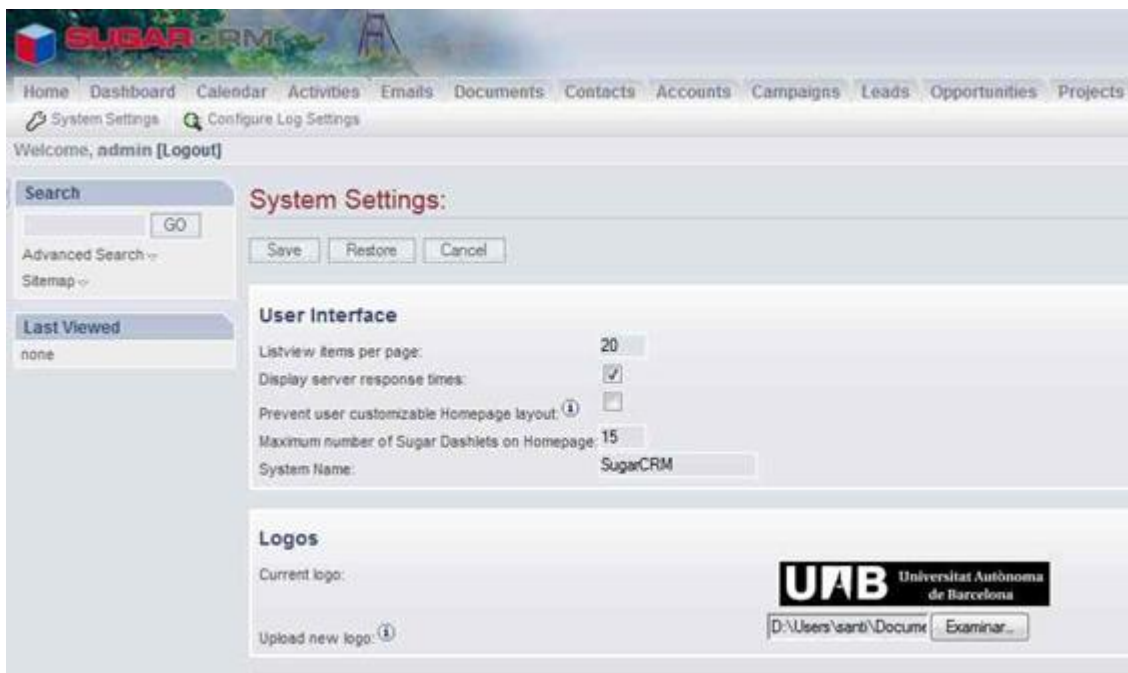 SUGARCRM
Home Dashboard Calendar Activities Emails Documents Contacts Accounts Campaigns Leads Opportunities Projects
System Settings Configure Log Settings
Welcome, admin [Logout]
Search
GO
Advanced Search
Sitemap
Last Viewed
none
System Settings:
Save Restore Cancel
User Interface
Listview items per page: 20
Display server response times:
Prevent user customizable Homepage layout:
Maximum number of Sugar Dashlets on Homepage: 15
System Name: SugarCRM
Logos
Current logo:
UAB Universitat Autònoma
de Barcelona
Upload new logo: D:\Users\santi\Docume Examinar...